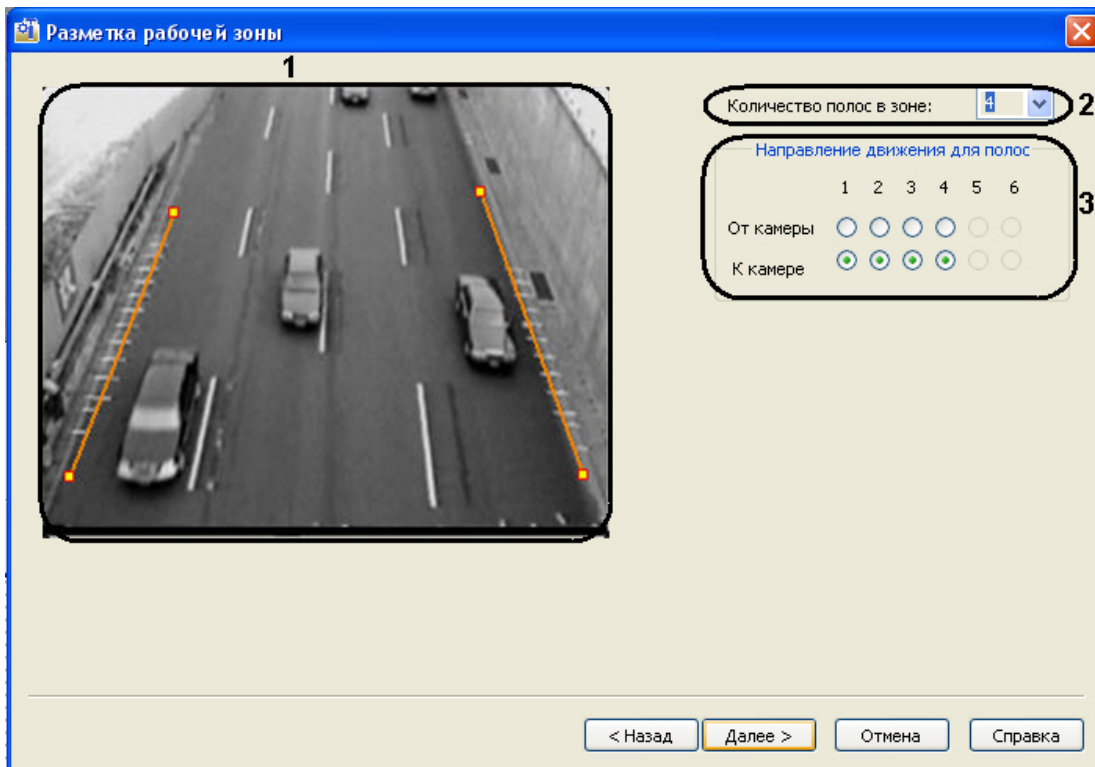 Разметка рабочей зоны
1
Количество полос в зоне: 4
2
Направление движения для полос
1 2 3 4 5 6
3
От камеры
К камере
< Назад Далее > Отмена Справка